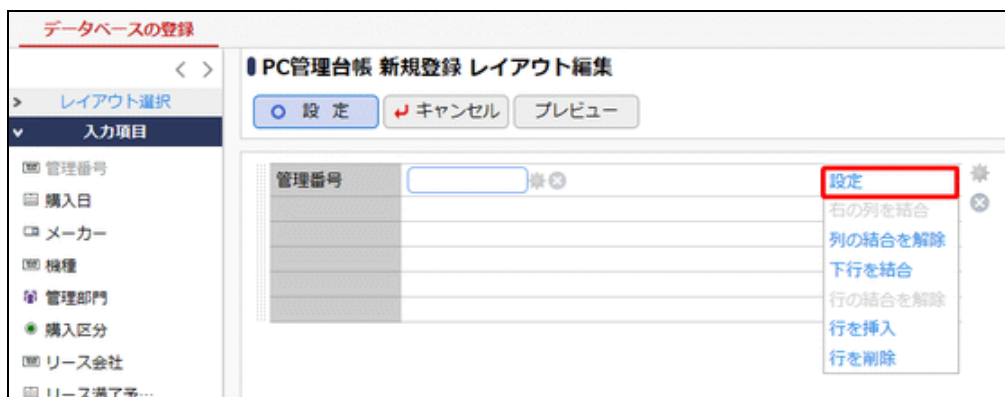 データベースの登録
PC管理台帳 新規登録 レイアウト編集
レイアウト選択
設 定 キャンセル プレビュー
入力項目
管理番号
購入日
メーカー
機種
管理部門
購入区分
リース会社
リース満了予…
管理番号
設定
右の列を結合
列の結合を解除
下行を結合
行の結合を解除
行を挿入
行を削除